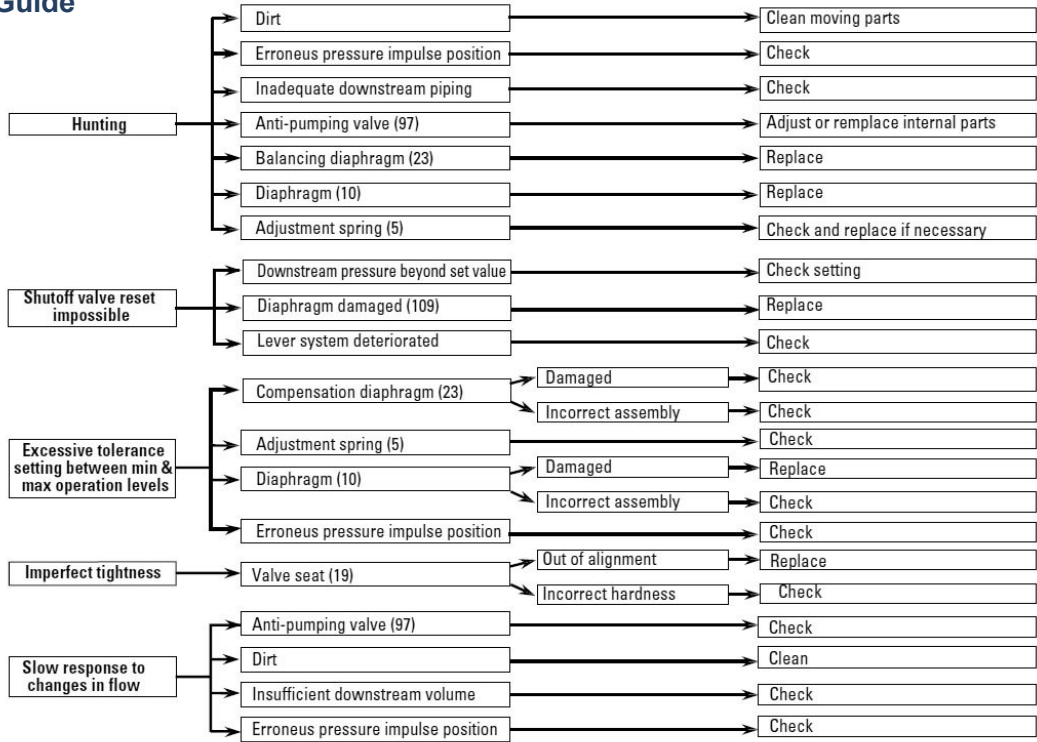 Guide
Dirt
Clean moving parts
Erroneus pressure impulse position
Check
Inadequate downstream piping
Check
Hunting
Anti-pumping valve (97)
Adjust or remplace internal parts
Balancing diaphragm (23)
Replace
Diaphragm (10)
Replace
Adjustment spring (5)
Check and replace if necessary
Shutoff valve reset
impossible
Downstream pressure beyond set value
Check setting
Diaphragm damaged (109)
Replace
Lever system deteriorated
Check
Excessive tolerance
setting between min &
max operation levels
Compensation diaphragm (23)
Damaged
Check
Incorrect assembly
Check
Adjustment spring (5)
Check
Diaphragm (10)
Damaged
Replace
Incorrect assembly
Check
Erroneus pressure impulse position
Check
Imperfect tightness
Valve seat (19)
Out of alignment
Replace
Incorrect hardness
Check
Slow response to
changes in flow
Anti-pumping valve (97)
Check
Dirt
Clean
Insufficient downstream volume
Check
Erroneus pressure impulse position
Check